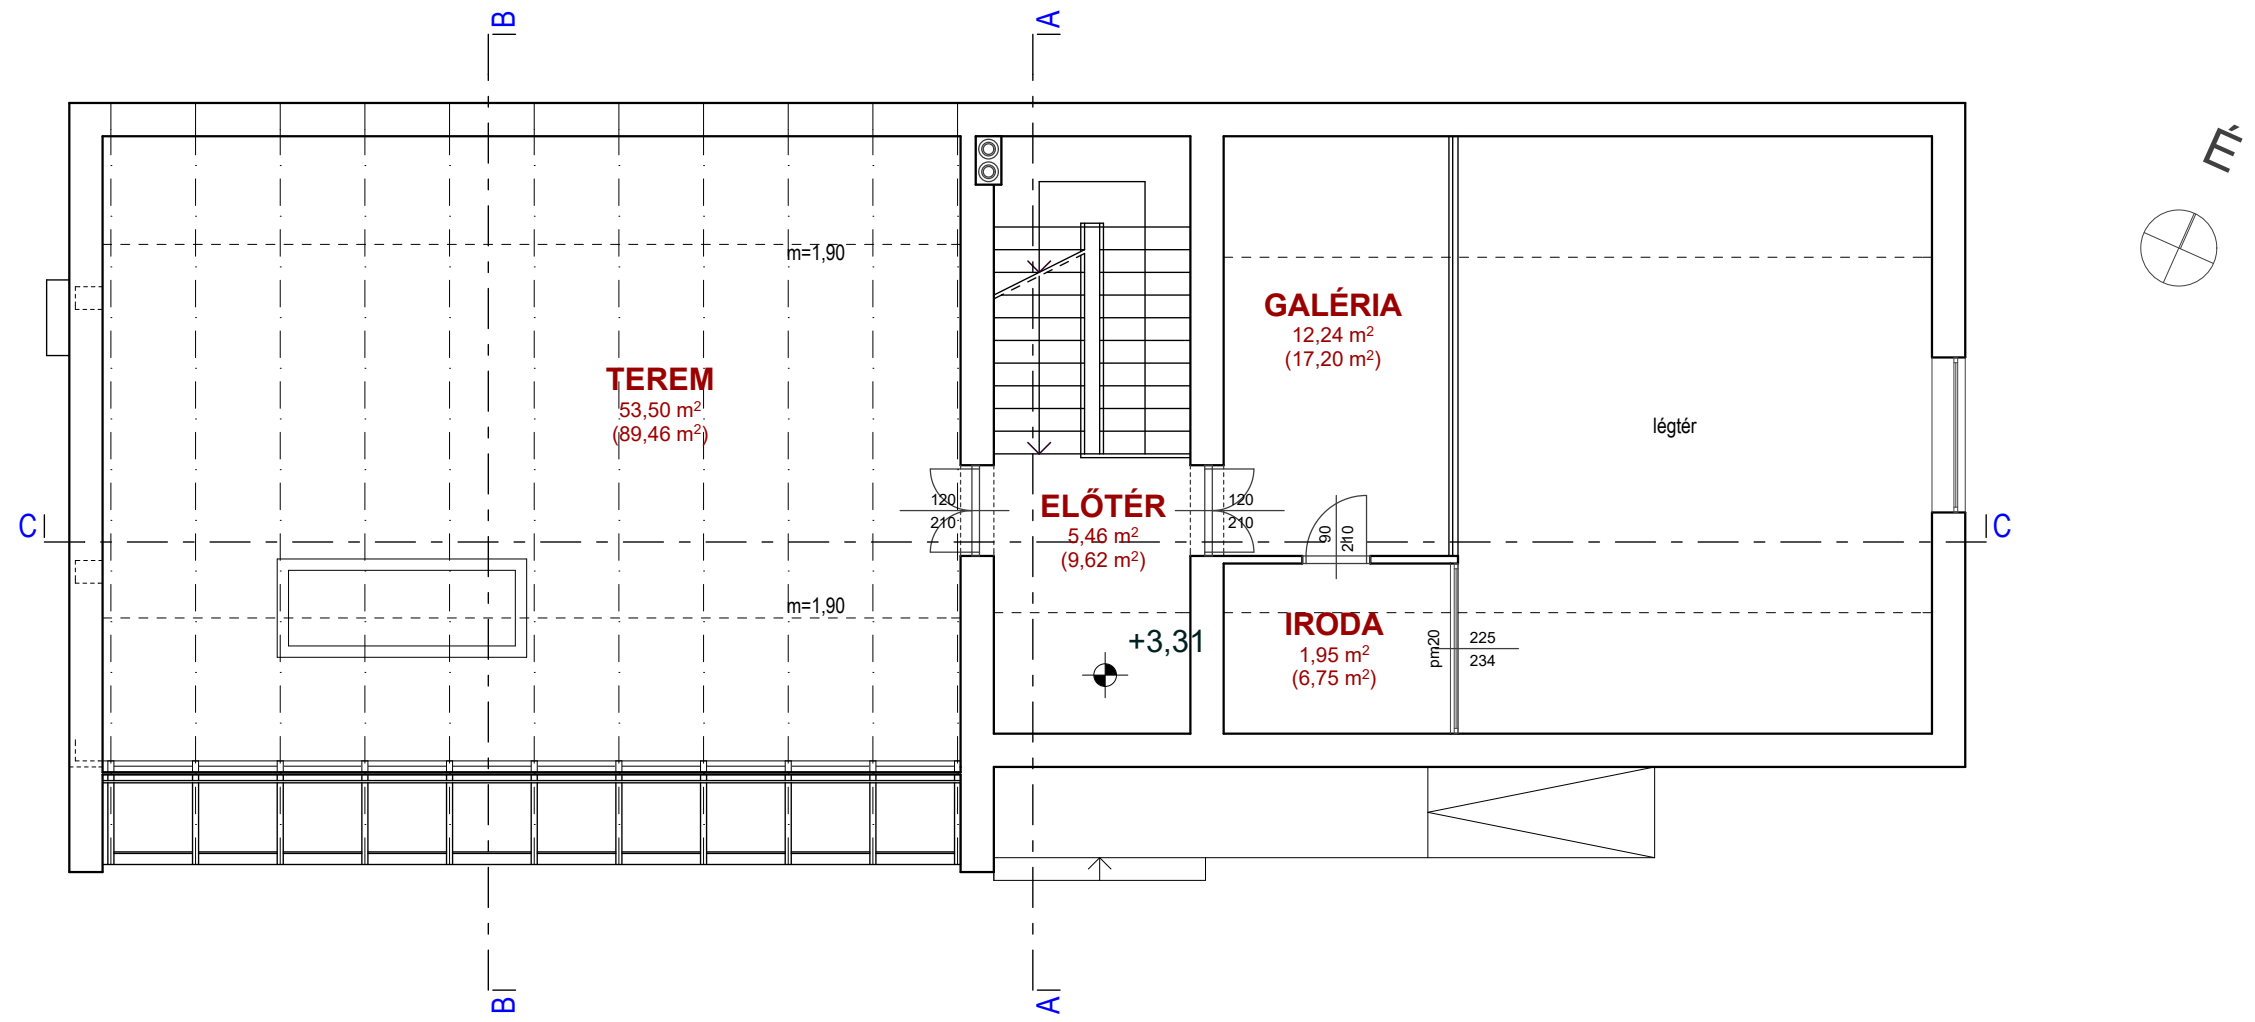 B
A
É
m=1,90
GALÉRIA
12,24 m²
(17,20 m²)
TEREM
53,50 m²
(89,46 m²)
légtér
120
210
ELŐTÉR
5,46 m²
(9,62 m²)
120
210
90
210
C
C
m=1,90
IRODA
1,95 m²
(6,75 m²)
+3,31
pm20
225
234
B
A